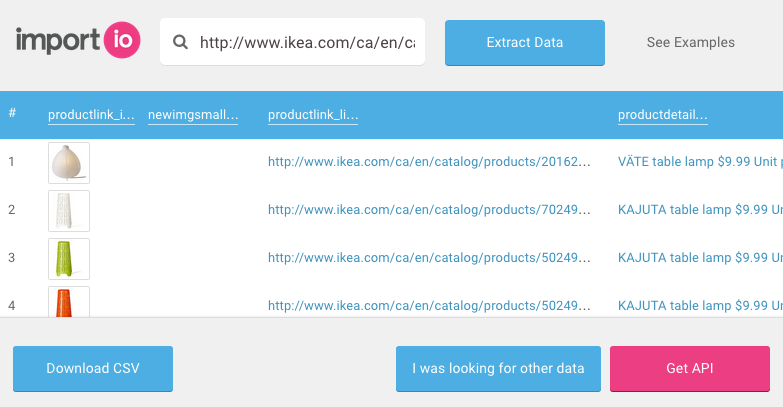 import io
http://www.ikea.com/ca/en/ca
Extract Data
See Examples
# productlink_i... newimgsmall... productlink_li... productdetail...
1 http://www.ikea.com/ca/en/catalog/products/20162... VÄTE table lamp $9.99 Unit p
2 http://www.ikea.com/ca/en/catalog/products/70249... KAJUTA table lamp $9.99 Un
3 http://www.ikea.com/ca/en/catalog/products/50249... KAJUTA table lamp $9.99 Un
4 http://www.ikea.com/ca/en/catalog/products/50249... KAJUTA table lamp $9.99 Un
Download CSV
I was looking for other data
Get API